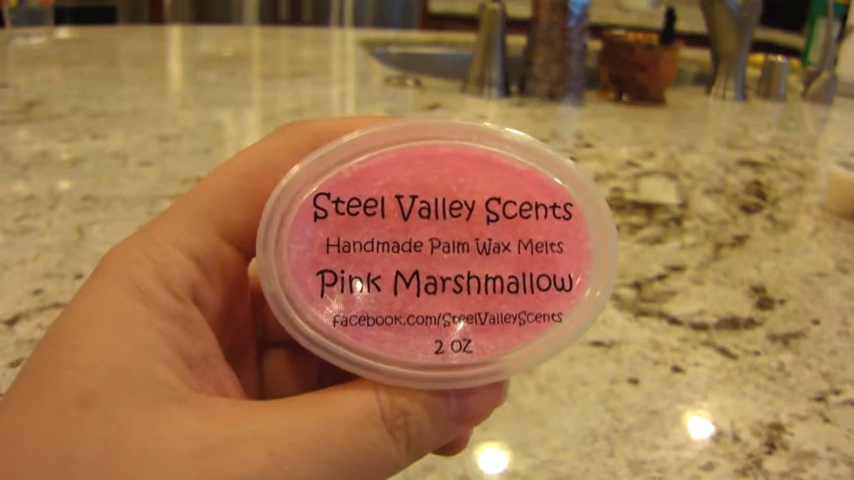 Steel Valley Scents
Handmade Palm Wax Melts
Pink Marshmallow
facebook.com/SteelValleyScents
2 oz